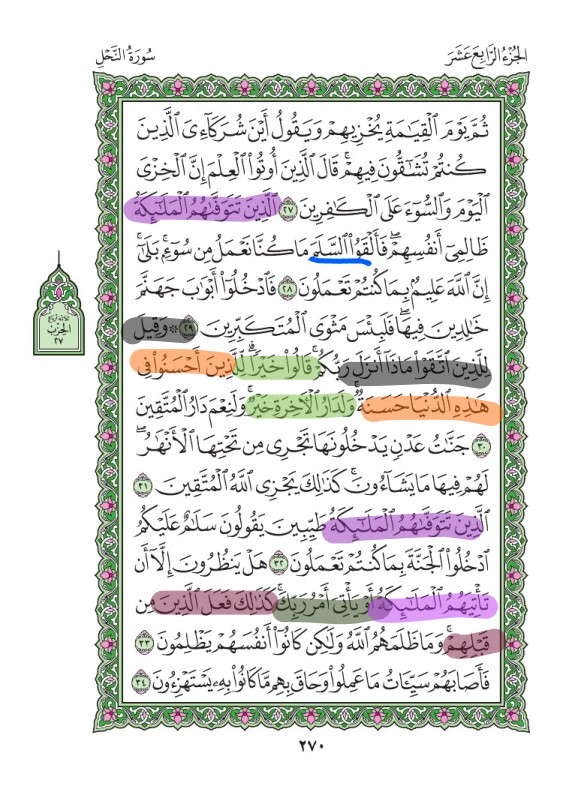 الجُزْءُ الرَّابِعَ عَشَرَ
سُورَةُ النَّحْلِ
ثُمَّ يَوْمَ ٱلْقِيَٰمَةِ يُخْزِيهِمْ وَيَقُولُ أَيْنَ شُرَكَآءِىَ ٱلَّذِينَ
كُنتُمْ تُشَٰٓقُّونَ فِيهِمْ ۚ قَالَ ٱلَّذِينَ أُوتُوا۟ ٱلْعِلْمَ إِنَّ ٱلْخِزْىَ
ٱلْيَوْمَ وَٱلسُّوٓءَ عَلَى ٱلْكَٰفِرِينَ ٢٧ ٱلَّذِينَ تَتَوَفَّىٰهُمُ ٱلْمَلَٰٓئِكَةُ
ظَالِمِىٓ أَنفُسِهِمْ ۖ فَأَلْقَوُا۟ ٱلسَّلَمَ مَا كُنَّا نَعْمَلُ مِن سُوٓءٍۭ ۚ بَلَىٰٓ ۚ
إِنَّ ٱللَّهَ عَلِيمٌۢ بِمَا كُنتُمْ تَعْمَلُونَ ٢٨ فَٱدْخُلُوٓا۟ أَبْوَٰبَ جَهَنَّمَ
خَٰلِدِينَ فِيهَا ۖ فَلَبِئْسَ مَثْوَى ٱلْمُتَكَبِّرِينَ ٢٩ ۞ وَقِيلَ
لِلَّذِينَ ٱتَّقَوْا۟ مَاذَآ أَنزَلَ رَبُّكُمْ ۚ قَالُوا۟ خَيْرًا ۗ لِّلَّذِينَ أَحْسَنُوا۟ فِى
هَٰذِهِ ٱلدُّنْيَا حَسَنَةٌ ۚ وَلَدَارُ ٱلْـَٔاخِرَةِ خَيْرٌ ۚ وَلَنِعْمَ دَارُ ٱلْمُتَّقِينَ
٣٠ جَنَّٰتُ عَدْنٍ يَدْخُلُونَهَا تَجْرِى مِن تَحْتِهَا ٱلْأَنْهَٰرُ ۖ
لَهُمْ فِيهَا مَا يَشَآءُونَ ۚ كَذَٰلِكَ يَجْزِى ٱللَّهُ ٱلْمُتَّقِينَ ٣١
ٱلَّذِينَ تَتَوَفَّىٰهُمُ ٱلْمَلَٰٓئِكَةُ طَيِّبِينَ ۙ يَقُولُونَ سَلَٰمٌ عَلَيْكُمُ
ٱدْخُلُوا۟ ٱلْجَنَّةَ بِمَا كُنتُمْ تَعْمَلُونَ ٣٢ هَلْ يَنظُرُونَ إِلَّآ أَن
تَأْتِيَهُمُ ٱلْمَلَٰٓئِكَةُ أَوْ يَأْتِىَ أَمْرُ رَبِّكَ ۚ كَذَٰلِكَ فَعَلَ ٱلَّذِينَ مِن
قَبْلِهِمْ ۚ وَمَا ظَلَمَهُمُ ٱللَّهُ وَلَٰكِن كَانُوٓا۟ أَنفُسَهُمْ يَظْلِمُونَ ٣٣
فَأَصَابَهُمْ سَيِّـَٔاتُ مَا عَمِلُوا۟ وَحَاقَ بِهِم مَّا كَانُوا۟ بِهِۦ يَسْتَهْزِءُونَ ٣٤
ثلاثة أرباع
الحزب
٢٧
٢٧٠